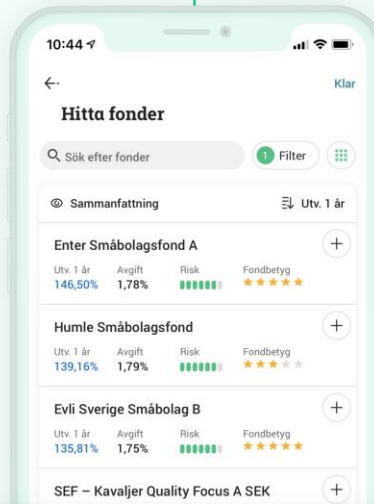 10:44
Klar
Hitta fonder
Sök efter fonder
1 Filter
Sammanfattning Utv. 1 år
Enter Småbolagsfond A
Utv. 1 år Avgift Risk Fondbetyg
146,50% 1,78%
Humle Småbolagsfond
Utv. 1 år Avgift Risk Fondbetyg
139,16% 1,79%
Evli Sverige Småbolag B
Utv. 1 år Avgift Risk Fondbetyg
135,81% 1,75%
SEF – Kavaljer Quality Focus A SEK